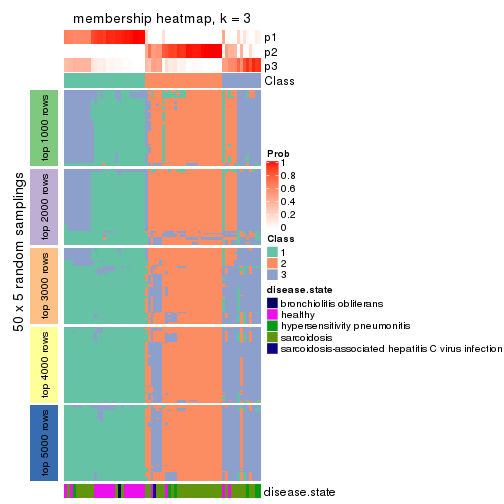 membership heatmap, k = 3
p1
p2
p3
Class
50 x 5 random samplings
top 1000 rows
top 2000 rows
top 3000 rows
top 4000 rows
top 5000 rows
Prob
1
0.8
0.6
0.4
0.2
0
Class
1
2
3
disease.state
bronchiolitis obliterans
healthy
hypersensitivity pneumonitis
sarcoidosis
sarcoidosis-associated hepatitis C virus infection
disease.state